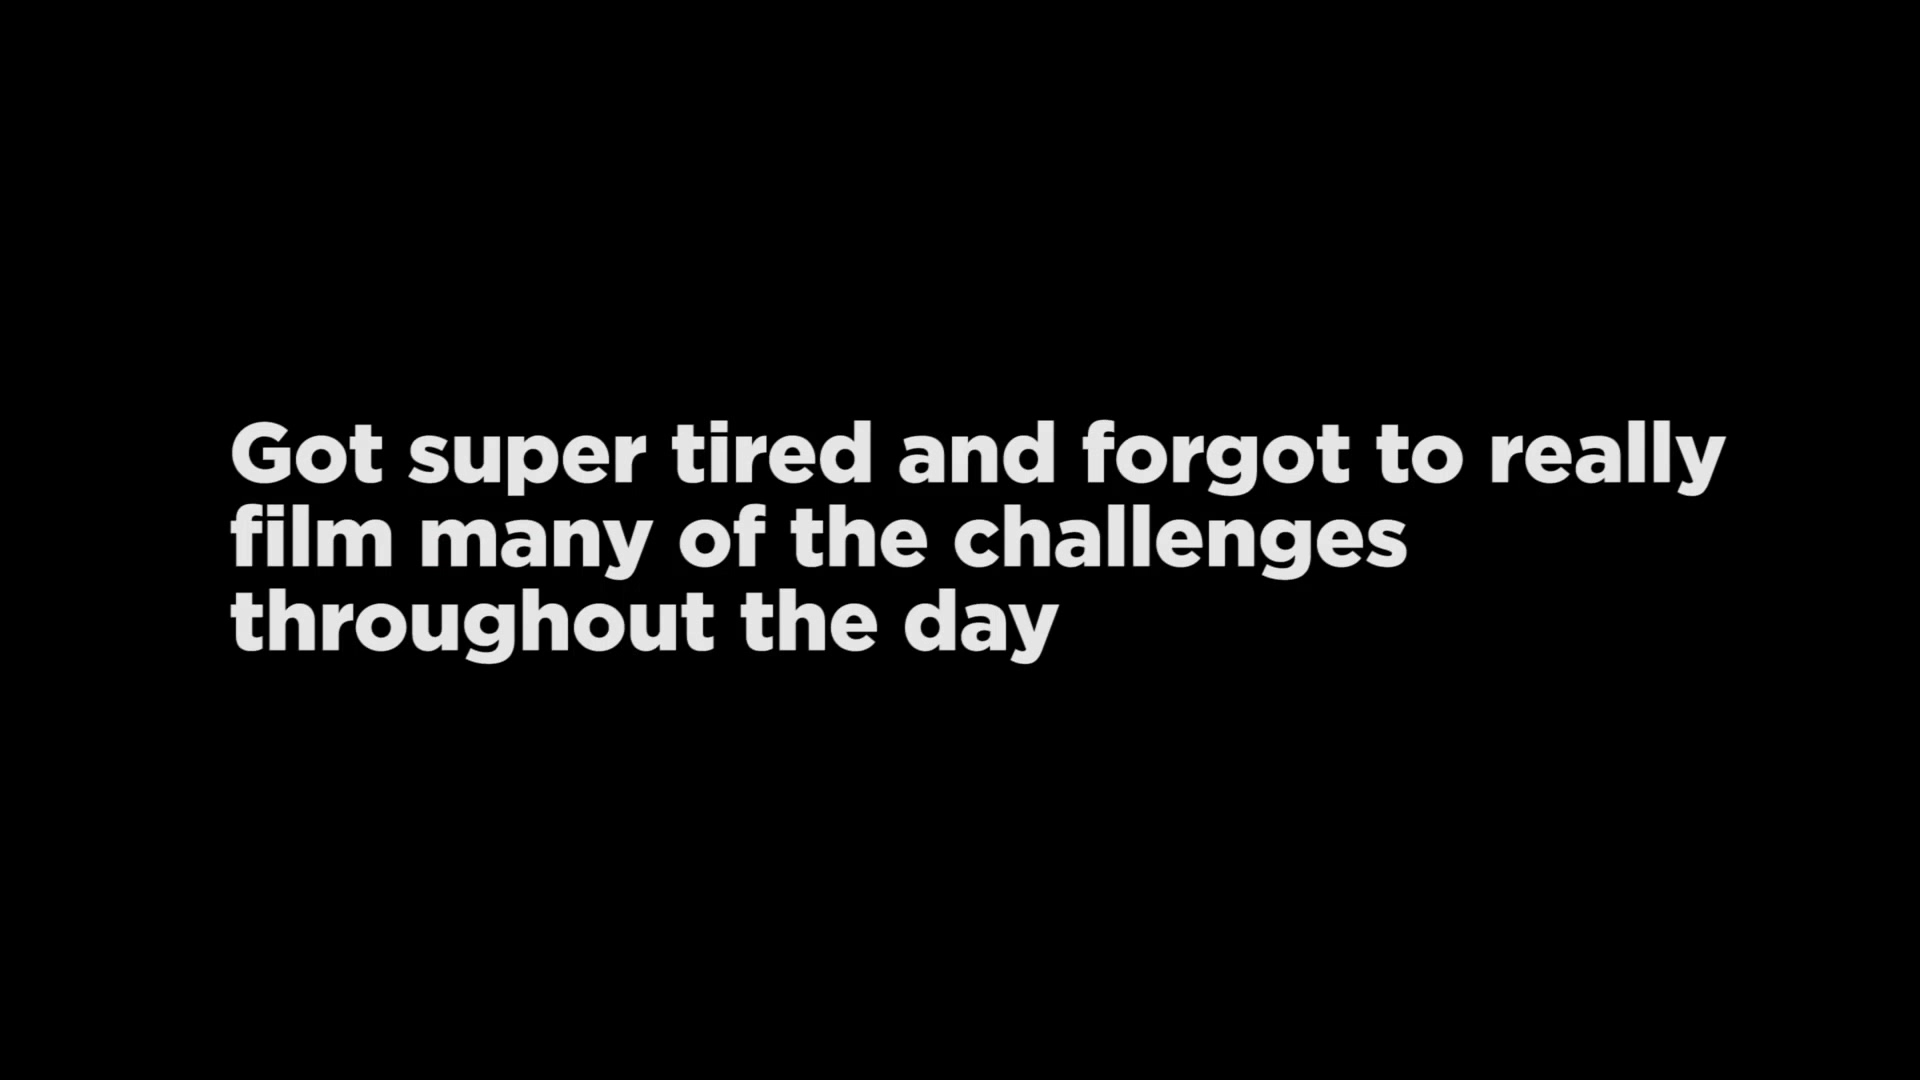 Got super tired and forgot to really
film many of the challenges
throughout the day